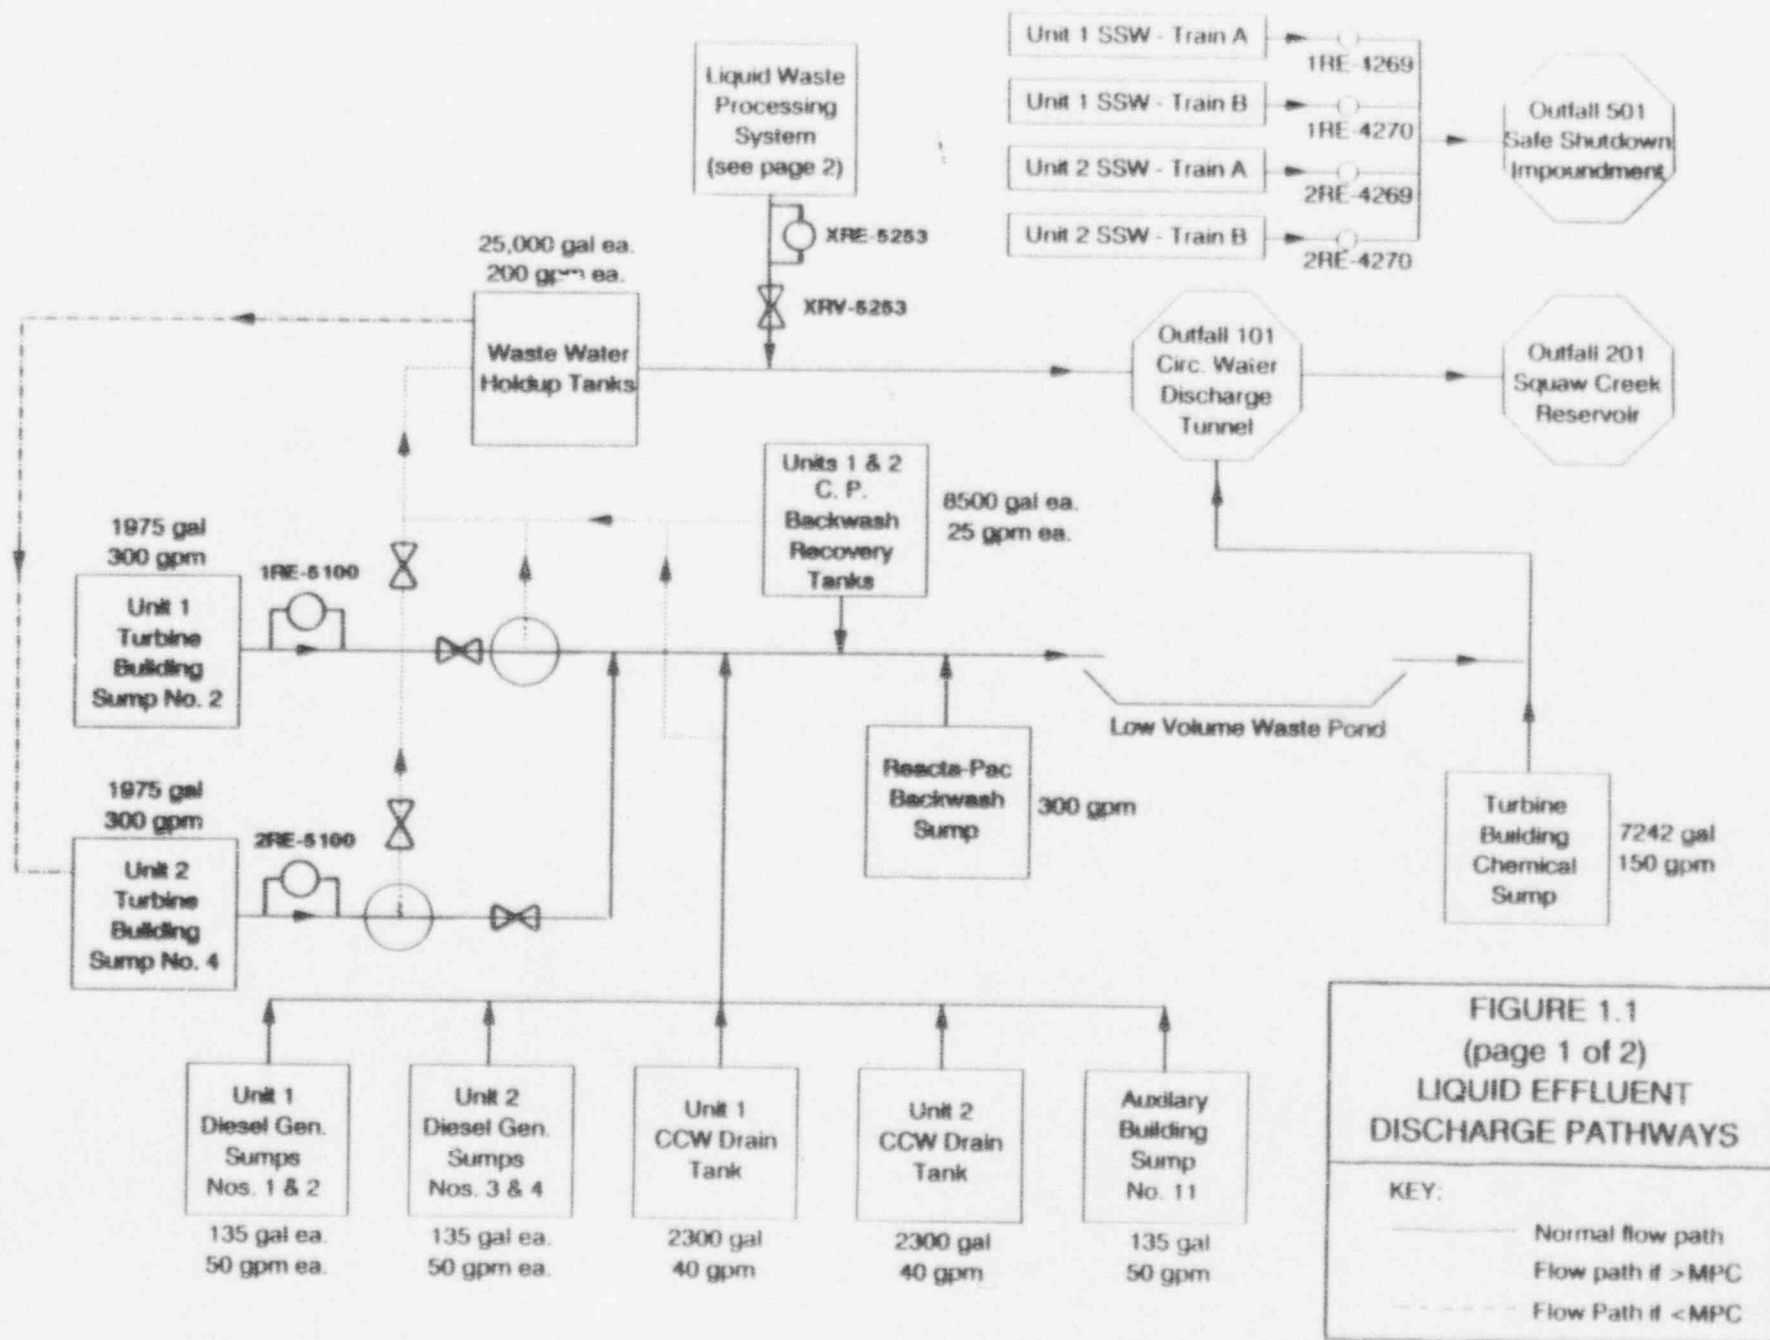 Unit 1 SSW - Train A
1RE-4269
Unit 1 SSW - Train B
1RE-4270
Unit 2 SSW - Train A
2RE-4269
Unit 2 SSW - Train B
2RE-4270
Outfall 501
Safe Shutdown
Impoundment
Liquid Waste
Processing
System
(see page 2)
XRE-5253
XRV-5253
25,000 gal ea.
200 gpm ea.
Waste Water
Holdup Tanks
Outfall 101
Circ. Water
Discharge
Tunnel
Outfall 201
Squaw Creek
Reservoir
Units 1 & 2
C. P.
Backwash
Recovery
Tanks
8500 gal ea.
25 gpm ea.
1975 gal
300 gpm
1RE-5100
Unit 1
Turbine
Building
Sump No. 2
Low Volume Waste Pond
Reacta-Pac
Backwash
Sump
300 gpm
Turbine
Building
Chemical
Sump
7242 gal
150 gpm
1975 gal
300 gpm
2RE-5100
Unit 2
Turbine
Building
Sump No. 4
Unit 1
Diesel Gen.
Sumps
Nos. 1 & 2
135 gal ea.
50 gpm ea.
Unit 2
Diesel Gen.
Sumps
Nos. 3 & 4
135 gal ea.
50 gpm ea.
Unit 1
CCW Drain
Tank
2300 gal
40 gpm
Unit 2
CCW Drain
Tank
2300 gal
40 gpm
Auxilary
Building
Sump
No. 11
135 gal
50 gpm
FIGURE 1.1
(page 1 of 2)
LIQUID EFFLUENT
DISCHARGE PATHWAYS
KEY:
Normal flow path
Flow path if >MPC
Flow Path if <MPC